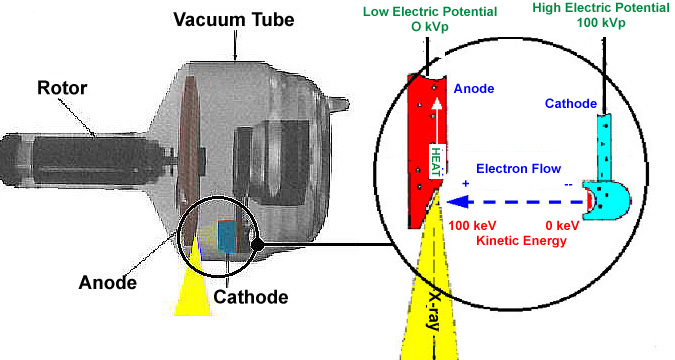 Vacuum Tube
Rotor
Anode
Cathode
Low Electric Potential
O kVp
High Electric Potential
100 kVp
Anode
Cathode
HEAT
Electron Flow
+
--
100 keV
0 keV
Kinetic Energy
X-ray